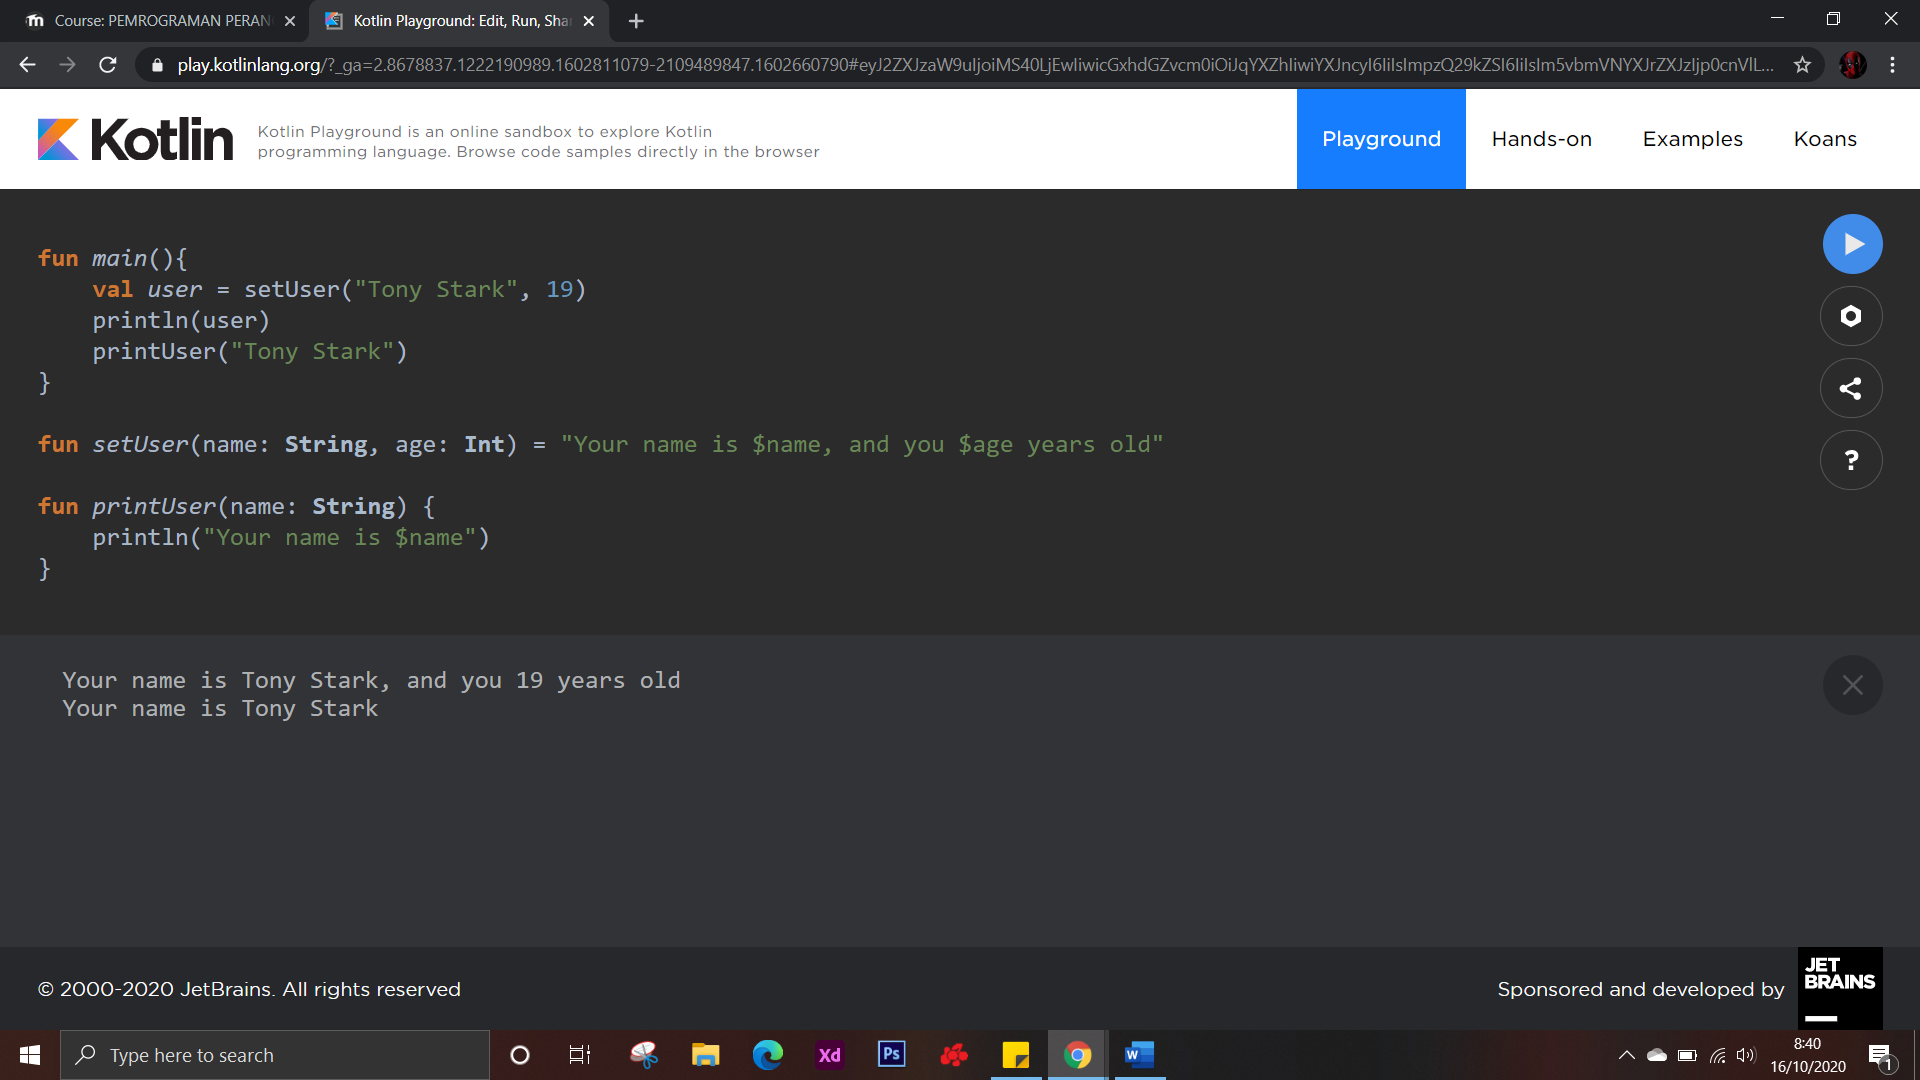 Course: PEMROGRAMAN PERAN
Kotlin Playground: Edit, Run, Shar
play.kotlinlang.org/?_ga=2.8678837.1222190989.1602811079-2109489847.1602660790#
Kotlin
Kotlin Playground is an online sandbox to explore Kotlin
programming language. Browse code samples directly in the browser
Playground
Hands-on
Examples
Koans
fun main(){
    val user = setUser("Tony Stark", 19)
    println(user)
    printUser("Tony Stark")
}
fun setUser(name: String, age: Int) = "Your name is $name, and you $age years old"
fun printUser(name: String) {
    println("Your name is $name")
}
?
Your name is Tony Stark, and you 19 years old
Your name is Tony Stark
© 2000-2020 JetBrains. All rights reserved
Sponsored and developed by
JET
BRAINS
Type here to search
Xd
Ps
W
8:40
16/10/2020
1